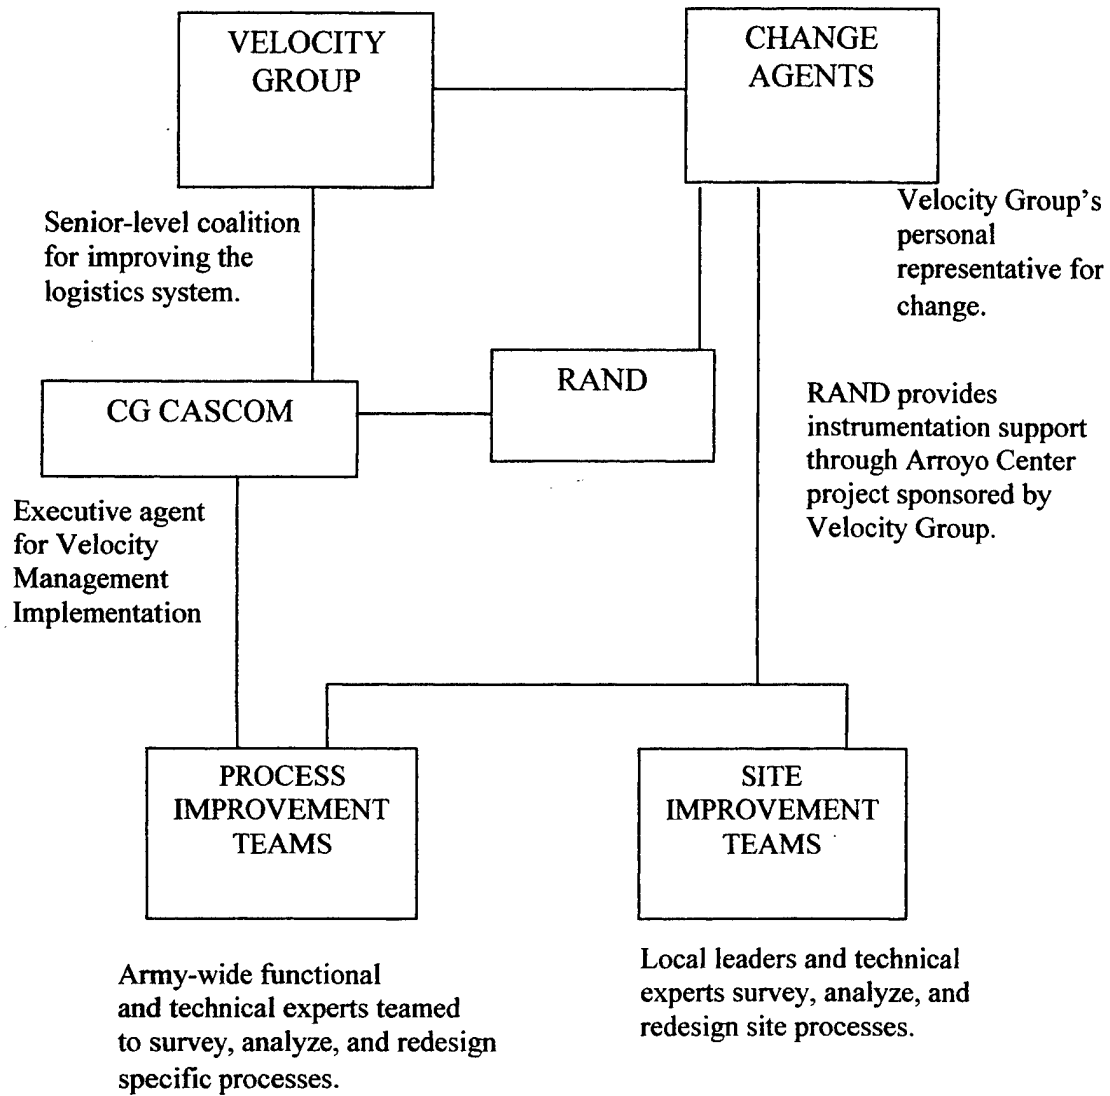 VELOCITY
GROUP
CHANGE
AGENTS
Senior-level coalition
for improving the
logistics system.
Velocity Group's
personal
representative for
change.
CG CASCOM
RAND
RAND provides
instrumentation support
through Arroyo Center
project sponsored by
Velocity Group.
Executive agent
for Velocity
Management
Implementation
PROCESS
IMPROVEMENT
TEAMS
SITE
IMPROVEMENT
TEAMS
Army-wide functional
and technical experts teamed
to survey, analyze, and redesign
specific processes.
Local leaders and technical
experts survey, analyze, and
redesign site processes.